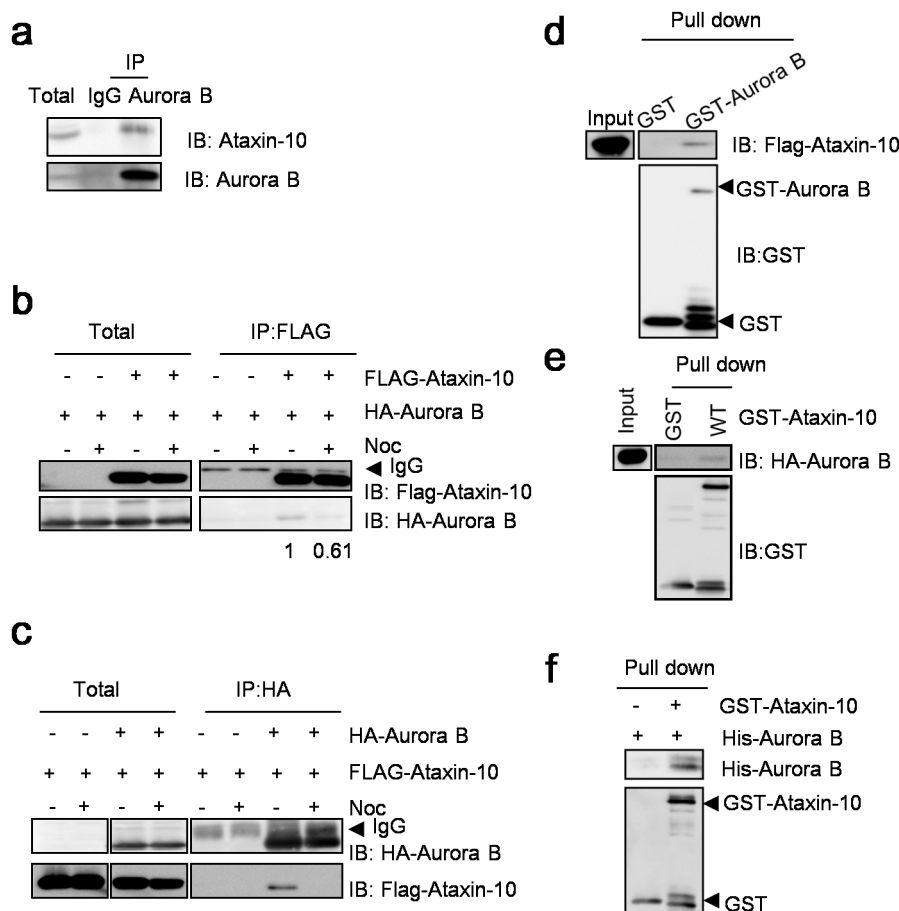 a
IP
Total IgG Aurora B
IB: Ataxin-10
IB: Aurora B
b
Total IP:FLAG
- - + + - - + + FLAG-Ataxin-10
+ + + + + + + + HA-Aurora B
- + - + - + - + Noc
◄ IgG
IB: Flag-Ataxin-10
IB: HA-Aurora B
1 0.61
c
Total IP:HA
- - + + - - + + HA-Aurora B
+ + + + + + + + FLAG-Ataxin-10
- + - + - + - + Noc
◄ IgG
IB: HA-Aurora B
IB: Flag-Ataxin-10
d
Pull down
Input GST GST-Aurora B
IB: Flag-Ataxin-10
◄ GST-Aurora B
IB:GST
◄ GST
e
Pull down
Input GST WT GST-Ataxin-10
IB: HA-Aurora B
IB:GST
f
Pull down
- + GST-Ataxin-10
+ + His-Aurora B
His-Aurora B
◄ GST-Ataxin-10
◄ GST